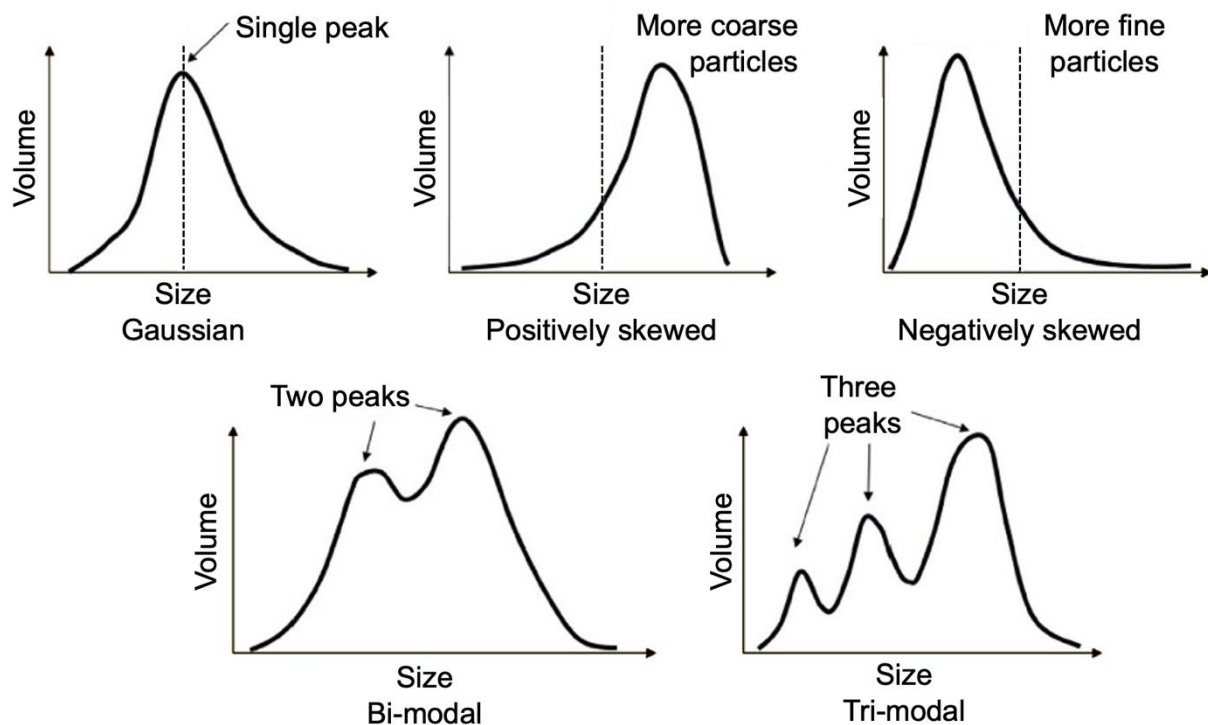 Single peak
More coarse
particles
More fine
particles
Volume
Volume
Volume
Size
Gaussian
Size
Positively skewed
Size
Negatively skewed
Two peaks
Three
peaks
Volume
Volume
Size
Bi-modal
Size
Tri-modal